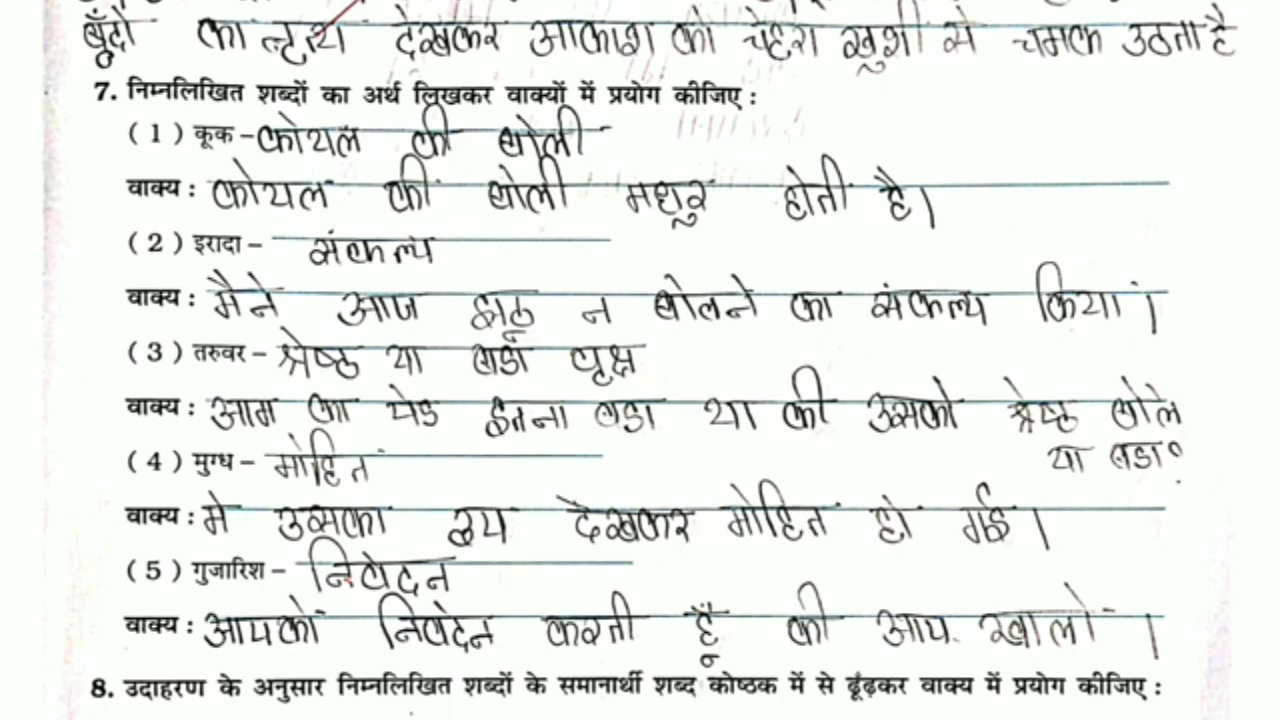 बूँदों का नृत्य देखकर आकाश को चेहरा खुशी से चमक उठता है
7. निम्नलिखित शब्दों का अर्थ लिखकर वाक्यों में प्रयोग कीजिए :
( 1 ) कूक - कोयल की बोली
वाक्य : कोयल की बोली मधुर होती है।
( 2 ) इरादा - संकल्प
वाक्य : मैने आज झूठ न बोलने का संकल्प किया।
( 3 ) तरुवर - श्रेष्ठ या बडा वृक्ष
वाक्य : आम का पेड इतना बडा था की उसको श्रेष्ठ बोले
या बडा॰
( 4 ) मुग्ध - मोहित
वाक्य : मे उसका रूप देखकर मोहित हो गई।
( 5 ) गुजारिश - निवेदन
वाक्य : आपको निवेदन करती हूँ की आप खालो।
8. उदाहरण के अनुसार निम्नलिखित शब्दों के समानार्थी शब्द कोष्ठक में से ढूंढ़कर वाक्य में प्रयोग कीजिए :